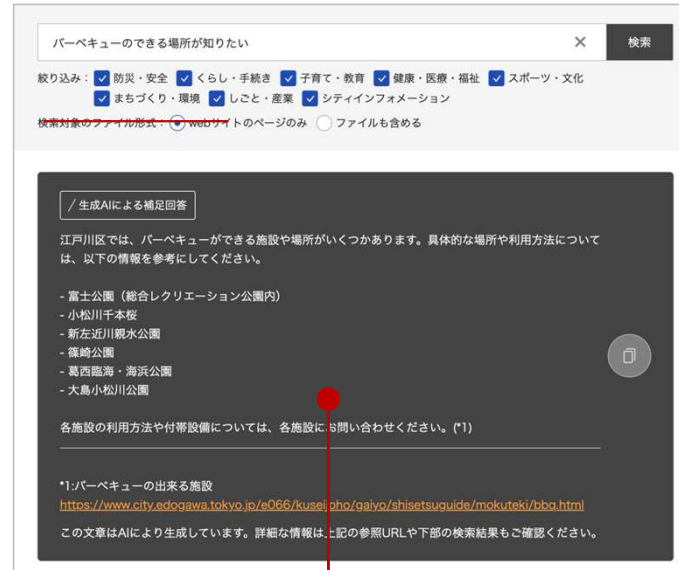 バーベキューのできる場所が知りたい × 検索
絞り込み： 防災・安全 くらし・手続き 子育て・教育 健康・医療・福祉 スポーツ・文化
まちづくり・環境 しごと・産業 シティインフォメーション
検索対象のファイル形式： webサイトのページのみ ファイルも含める
/ 生成AIによる補足回答
江戸川区では、バーベキューができる施設や場所がいくつかあります。具体的な場所や利用方法について
は、以下の情報を参考にしてください。
- 富士公園（総合レクリエーション公園内）
- 小松川千本桜
- 新左近川親水公園
- 篠崎公園
- 葛西臨海・海浜公園
- 大島小松川公園
各施設の利用方法や付帯設備については、各施設にお問い合わせください。(*1)
*1:バーベキューの出来る施設
https://www.city.edogawa.tokyo.jp/e066/kuseijoho/gaiyo/shisetsuguide/mokuteki/bbq.html
この文章はAIにより生成しています。詳細な情報は上記の参照URLや下部の検索結果もご確認ください。